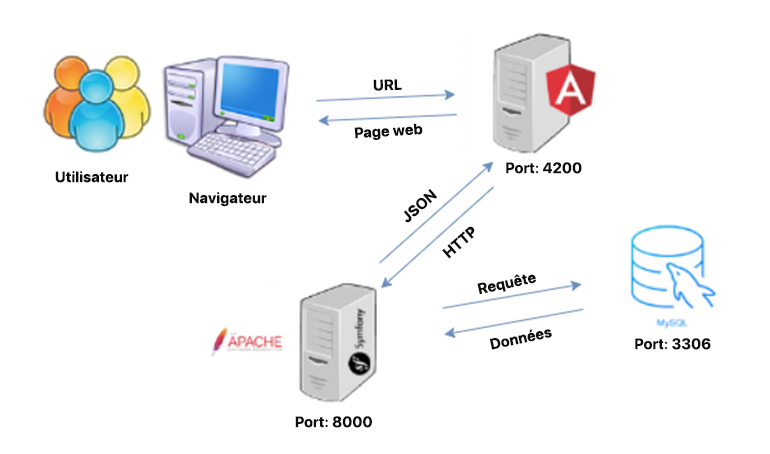 URL
Page web
Utilisateur
Navigateur
A
Port: 4200
JSON
HTTP
Requête
Données
MySQL
Port: 3306
APACHE
Symfony
sf
Port: 8000